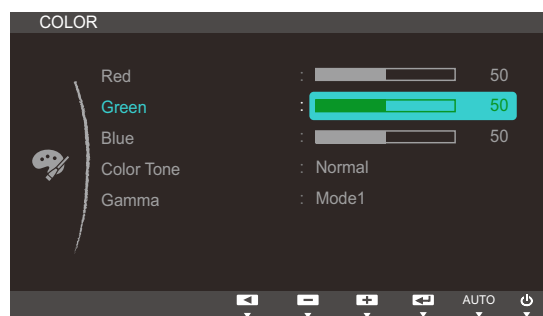 COLOR
Red : 50
Green : 50
Blue : 50
Color Tone : Normal
Gamma : Mode1
AUTO